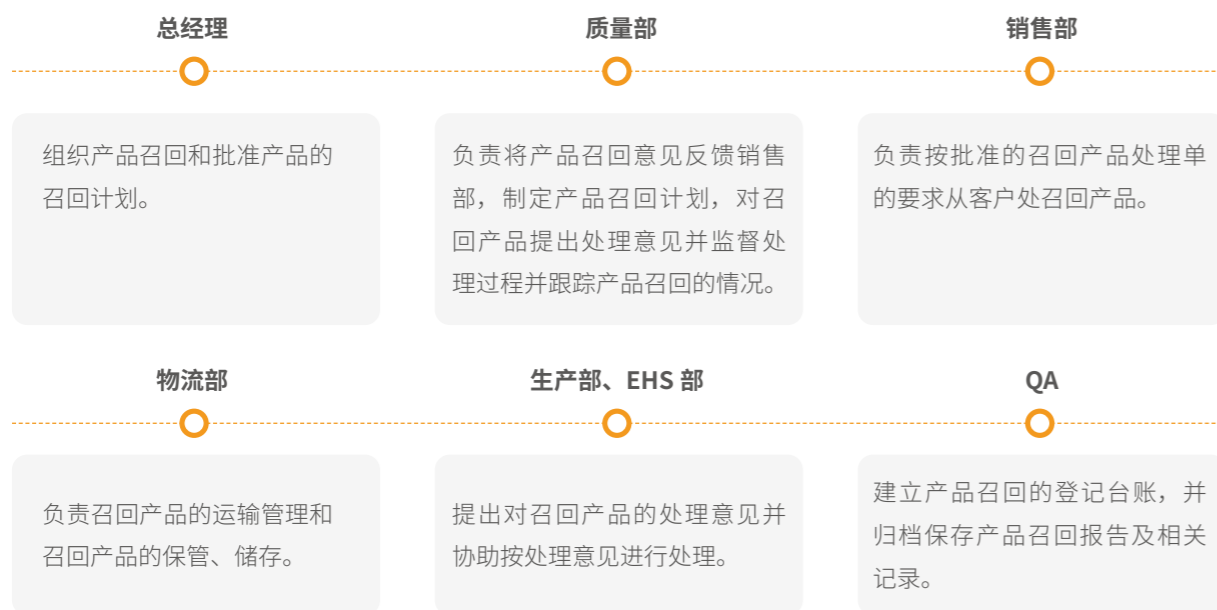 总经理
质量部
销售部
组织产品召回和批准产品的
召回计划。
负责将产品召回意见反馈销售
部，制定产品召回计划，对召
回产品提出处理意见并监督处
理过程并跟踪产品召回的情况。
负责按批准的召回产品处理单
的要求从客户处召回产品。
物流部
生产部、EHS 部
QA
负责召回产品的运输管理和
召回产品的保管、储存。
提出对召回产品的处理意见并
协助按处理意见进行处理。
建立产品召回的登记台账，并
归档保存产品召回报告及相关
记录。